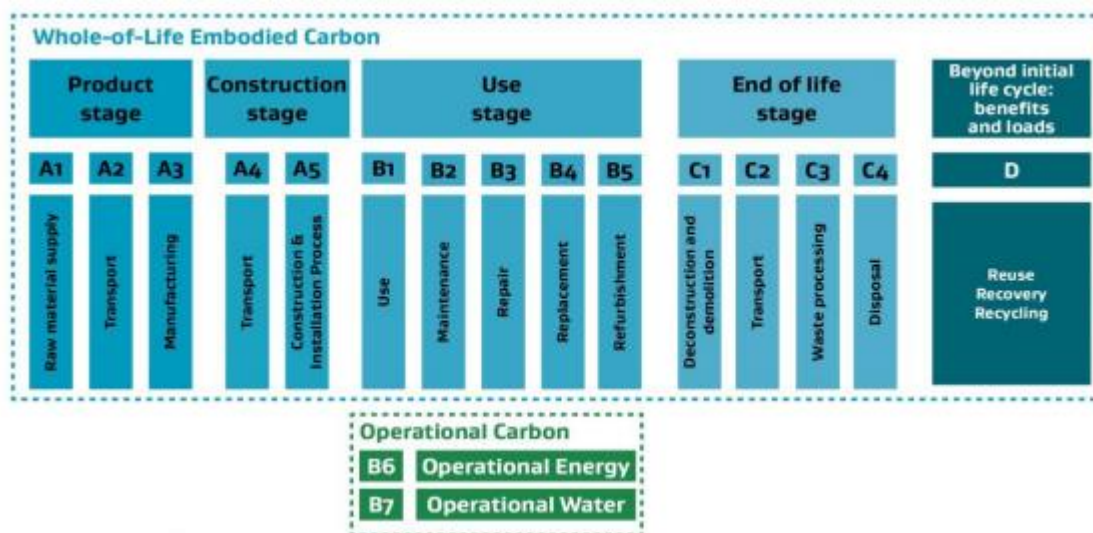 Whole-of-Life Embodied Carbon
Product
stage
Construction
stage
Use
stage
End of life
stage
Beyond initial
life cycle:
benefits
and loads
A1
A2
A3
A4
A5
B1
B2
B3
B4
B5
C1
C2
C3
C4
D
Raw material supply
Transport
Manufacturing
Transport
Construction &
Installation Process
Use
Maintenance
Repair
Replacement
Refurbishment
Deconstruction and
demolition
Transport
Waste processing
Disposal
Reuse
Recovery
Recycling
Operational Carbon
B6 Operational Energy
B7 Operational Water